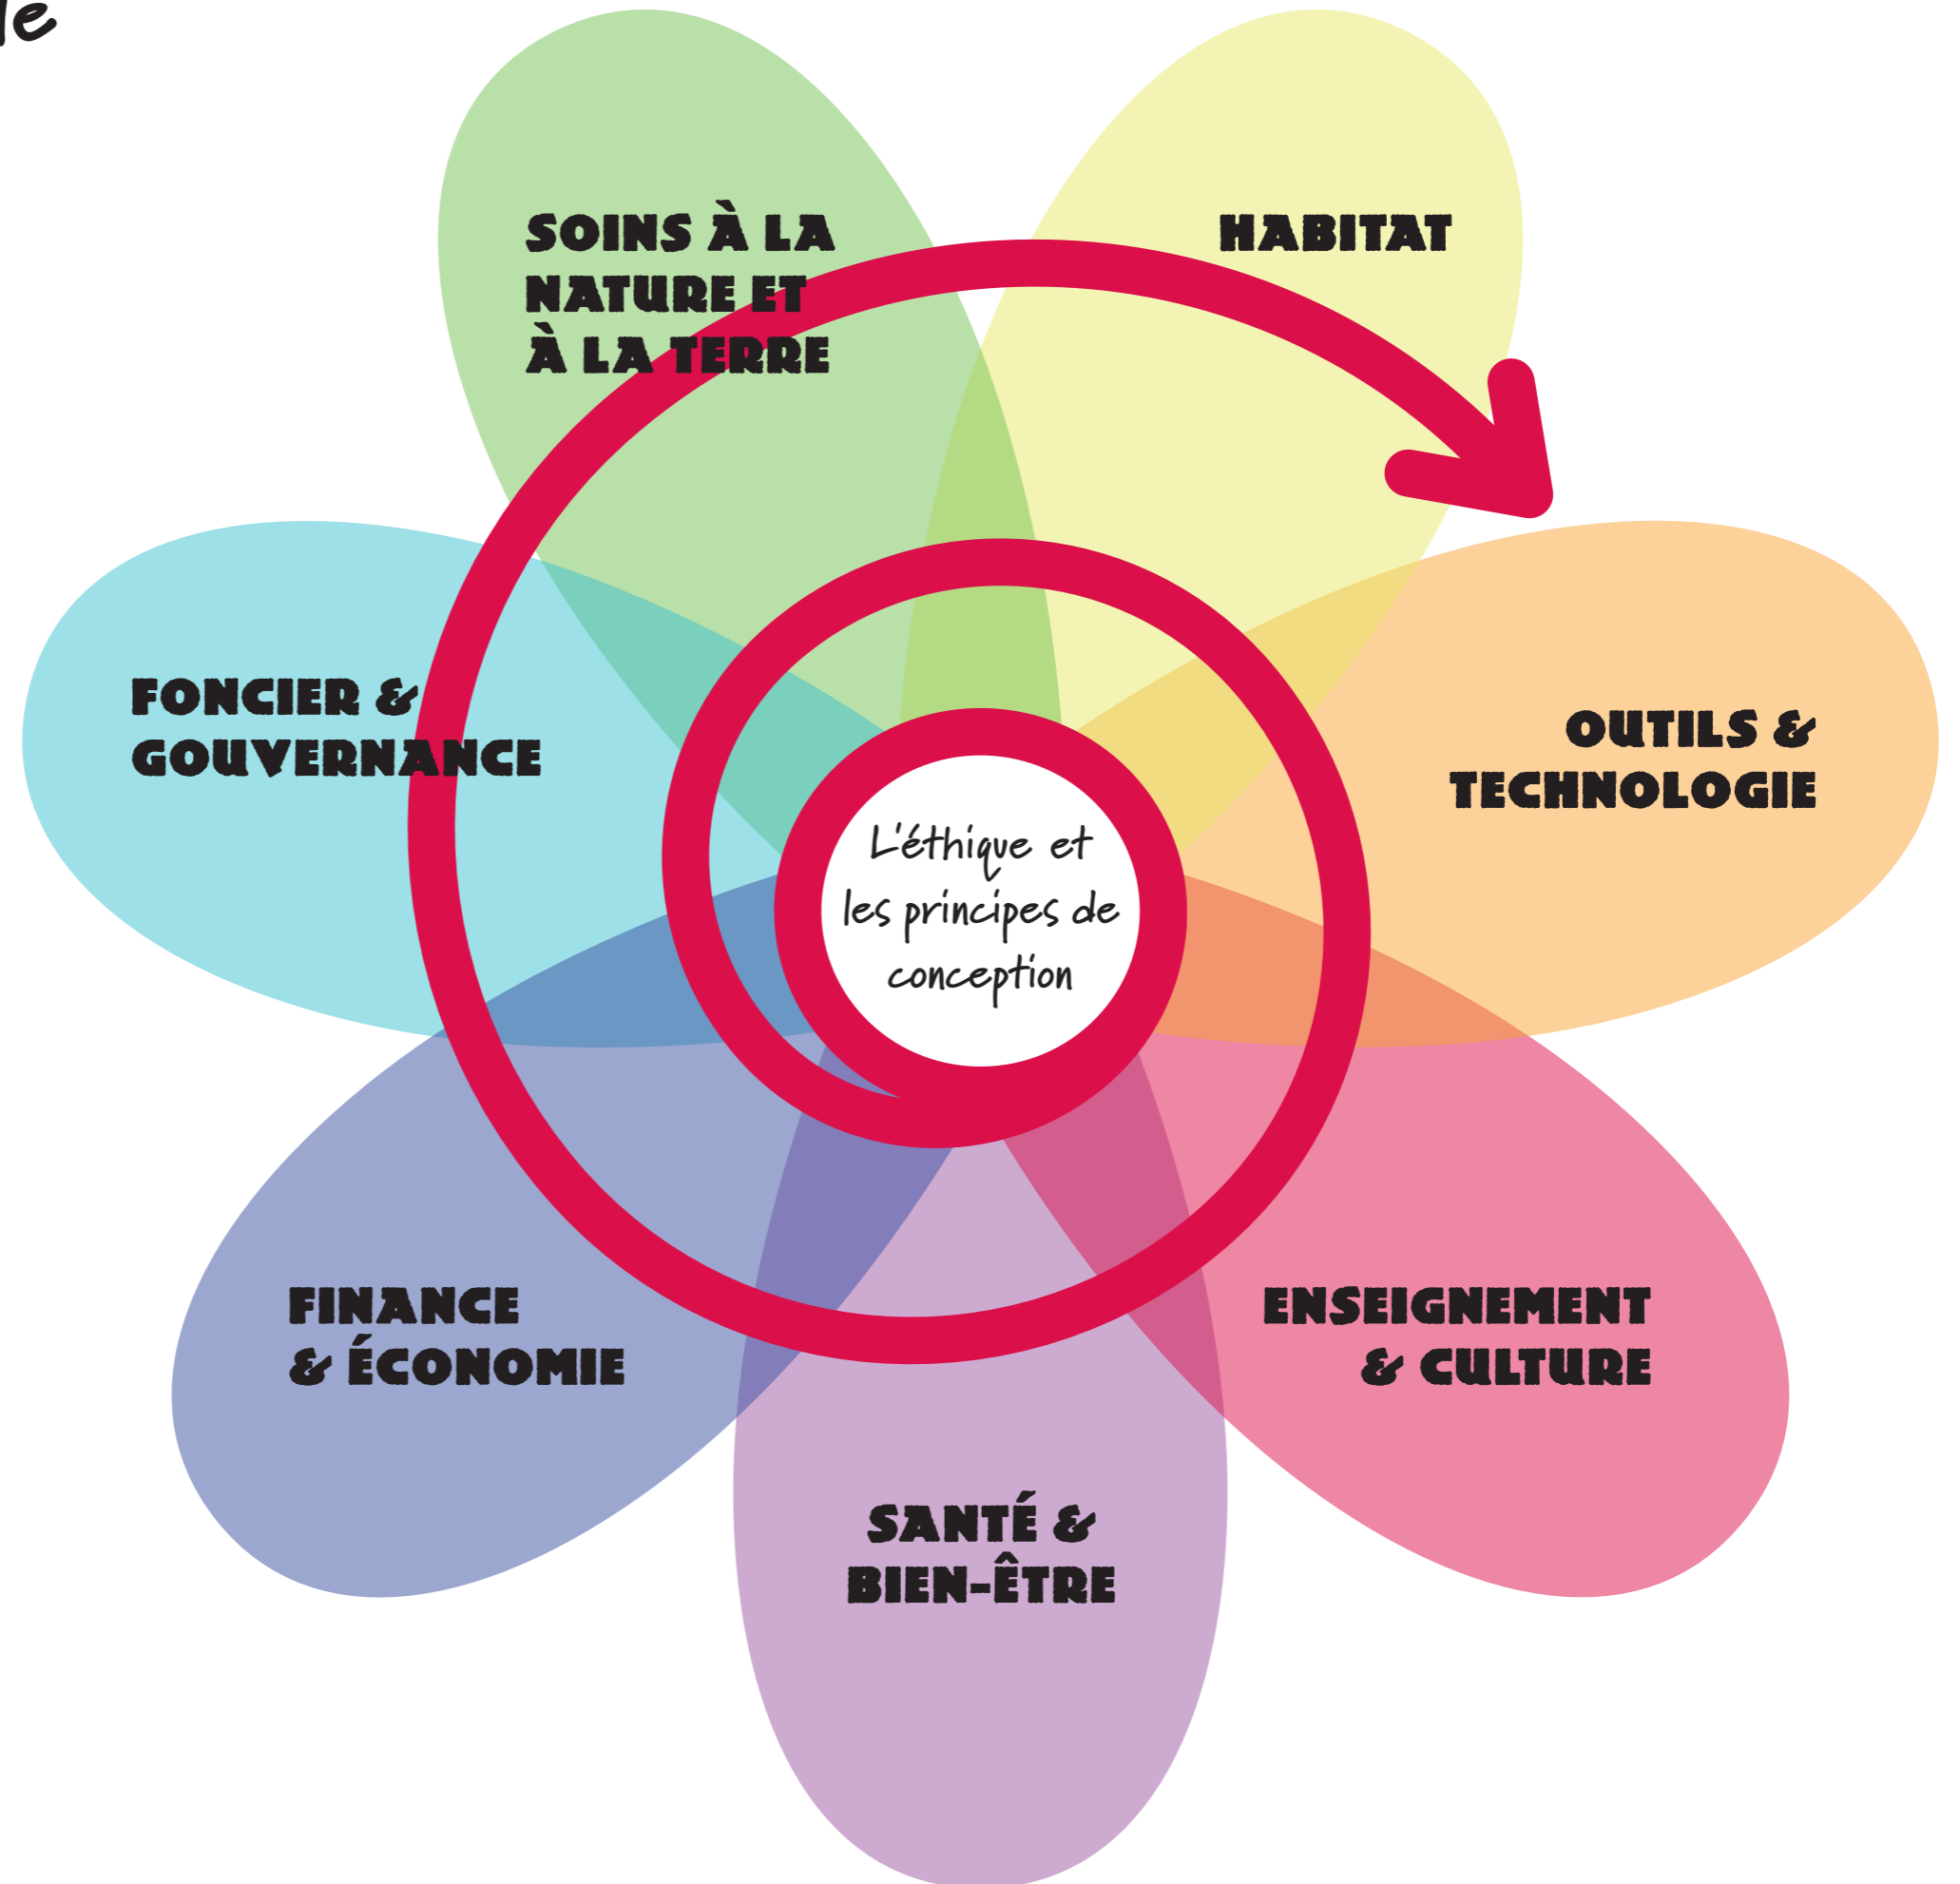 SOINS À LA
NATURE ET
À LA TERRE
HABITAT
FONCIER &
GOUVERNANCE
OUTILS &
TECHNOLOGIE
L'éthique et
les principes de
conception
FINANCE
& ÉCONOMIE
ENSEIGNEMENT
& CULTURE
SANTÉ &
BIEN-ÊTRE